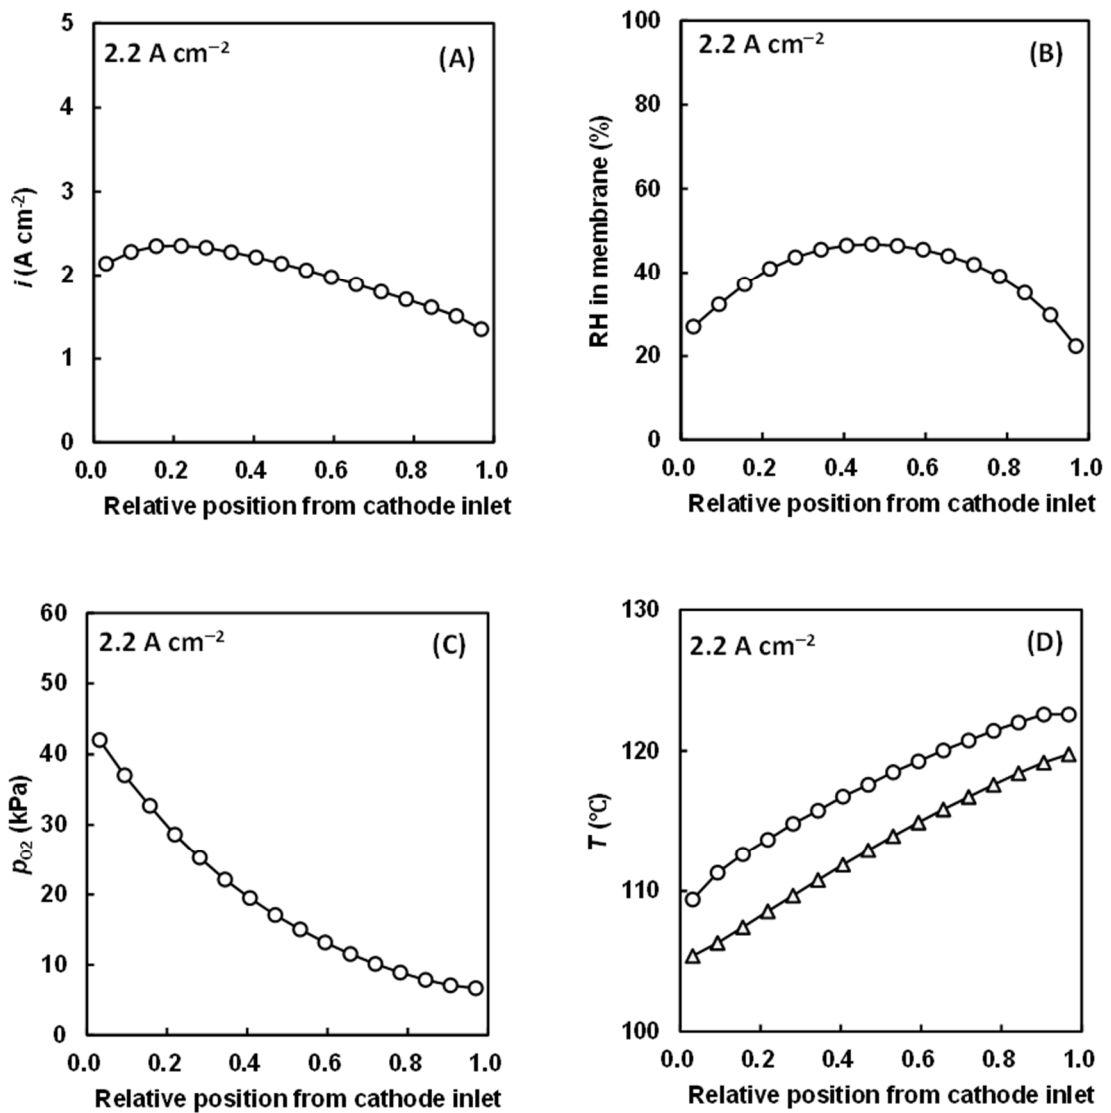 5
4
3
2
1
0
2.2 A cm⁻²
(A)
i (A cm⁻²)
0.0 0.2 0.4 0.6 0.8 1.0
Relative position from cathode inlet
100
80
60
40
20
0
2.2 A cm⁻²
(B)
RH in membrane (%)
0.0 0.2 0.4 0.6 0.8 1.0
Relative position from cathode inlet
60
50
40
30
20
10
0
2.2 A cm⁻²
(C)
pO2 (kPa)
0.0 0.2 0.4 0.6 0.8 1.0
Relative position from cathode inlet
130
120
110
100
2.2 A cm⁻²
(D)
T (°C)
0.0 0.2 0.4 0.6 0.8 1.0
Relative position from cathode inlet